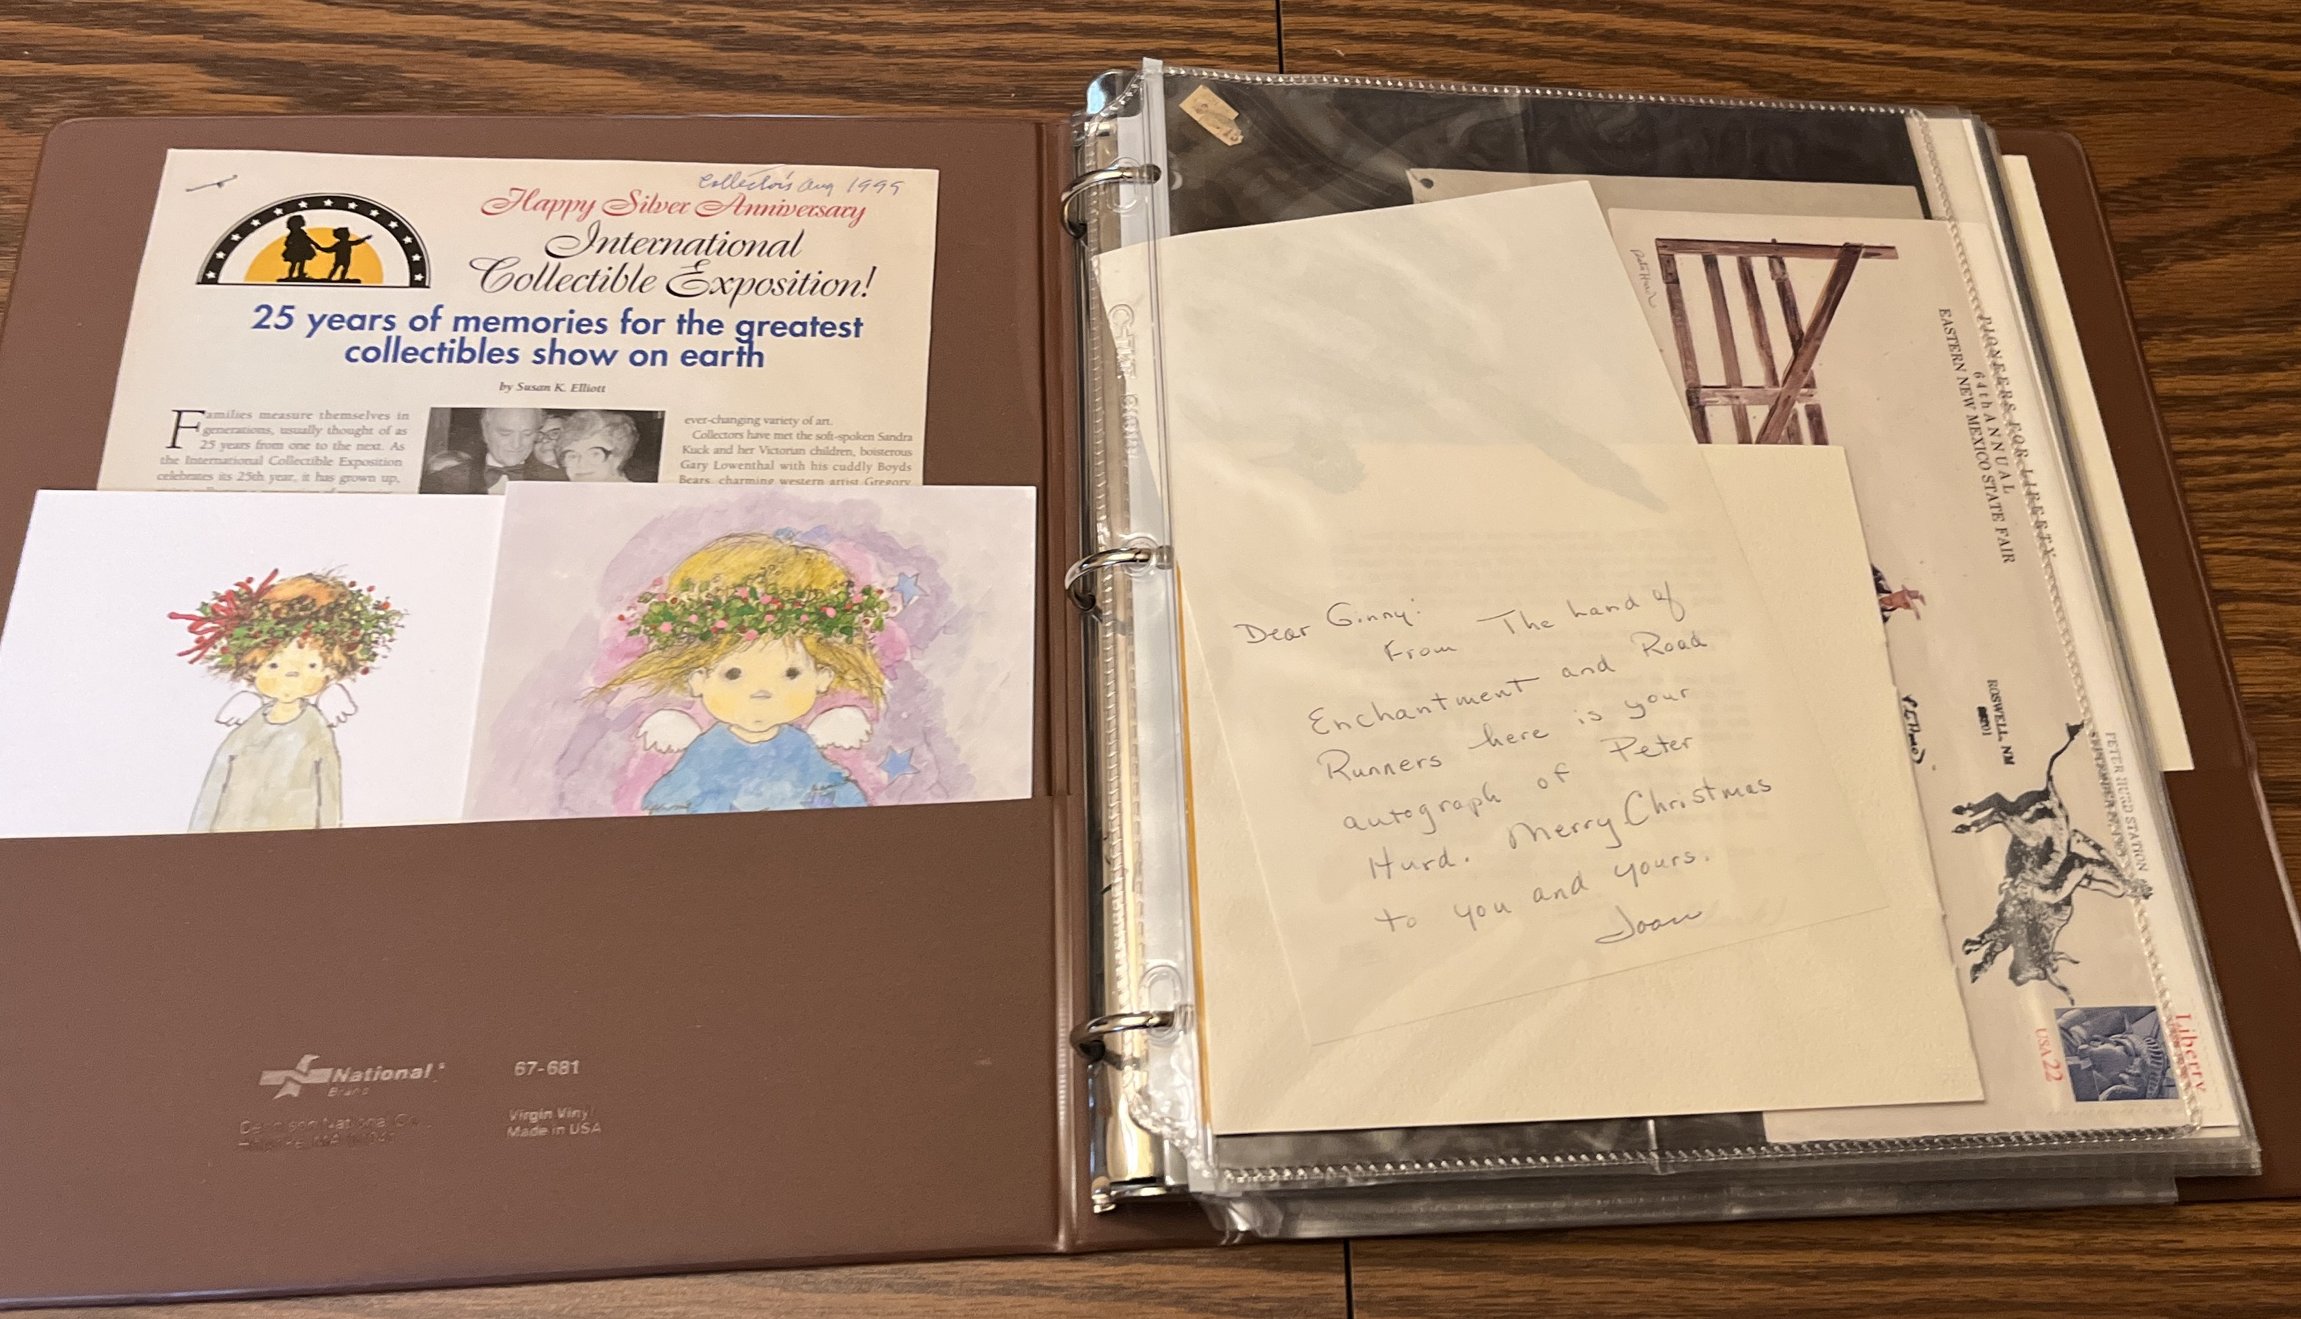 Collector's Aug 1999
Happy Silver Anniversary
International
Collectible Exposition!
25 years of memories for the greatest
collectibles show on earth
by Susan K. Elliott
Families measure themselves in
generations, usually thought of as
25 years from one to the next. As
the International Collectible Exposition
celebrates its 25th year, it has grown up,
ever-changing variety of art.
Collectors have met the soft-spoken Sandra
Kuck and her Victorian children, boisterous
Gary Lowenthal with his cuddly Boyds
Bears, charming western artist Gregory
National
Brand
67-681
Virgin Vinyl
Made in USA
Dear Ginny:
From The Land of
Enchantment and Road
Runners here is your
autograph of Peter
Hurd. Merry Christmas
to you and yours.
Joan
PIONEERS FOR LIBERTY
64th ANNUAL
EASTERN NEW MEXICO STATE FAIR
ROSWELL, NM
88201
PETER HURD STATION
Liberty
USA 22